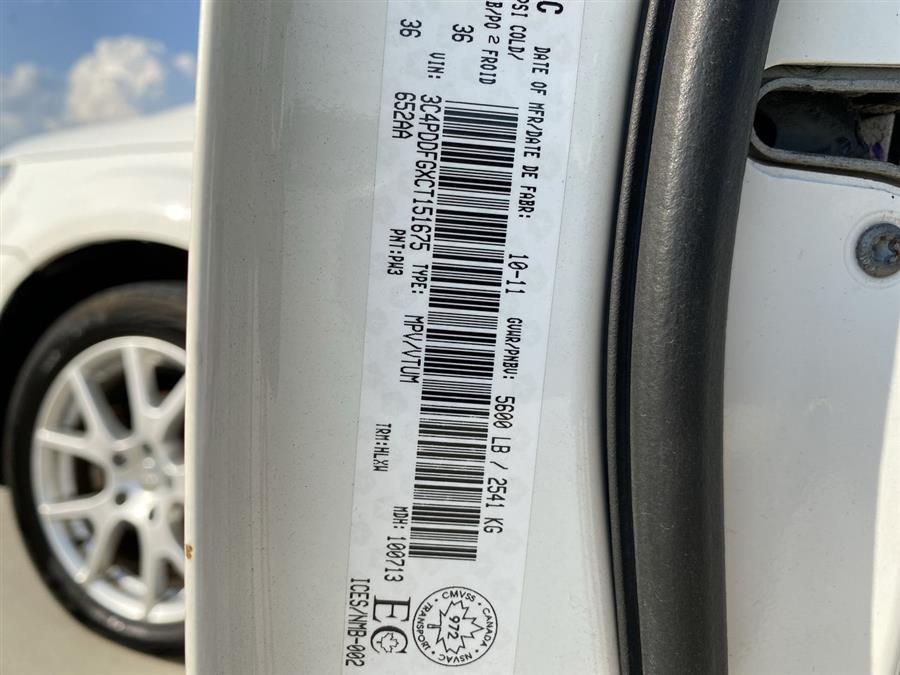 C
PSI COLD/
B/PO 2 FROID
36
36
DATE OF MFR/DATE DE FABR: 10-11 GVWR/PNBV: 5600 LB / 2541 KG
VIN: 3C4PDDFGXCT151675 TYPE: MPV/VTUM
652AA
PNT:PW3 TRM:HLXW MDH:100713
ICES/NMB-002
EC
CMVSS · CANADA
972
TRANSPORT · NSVAC